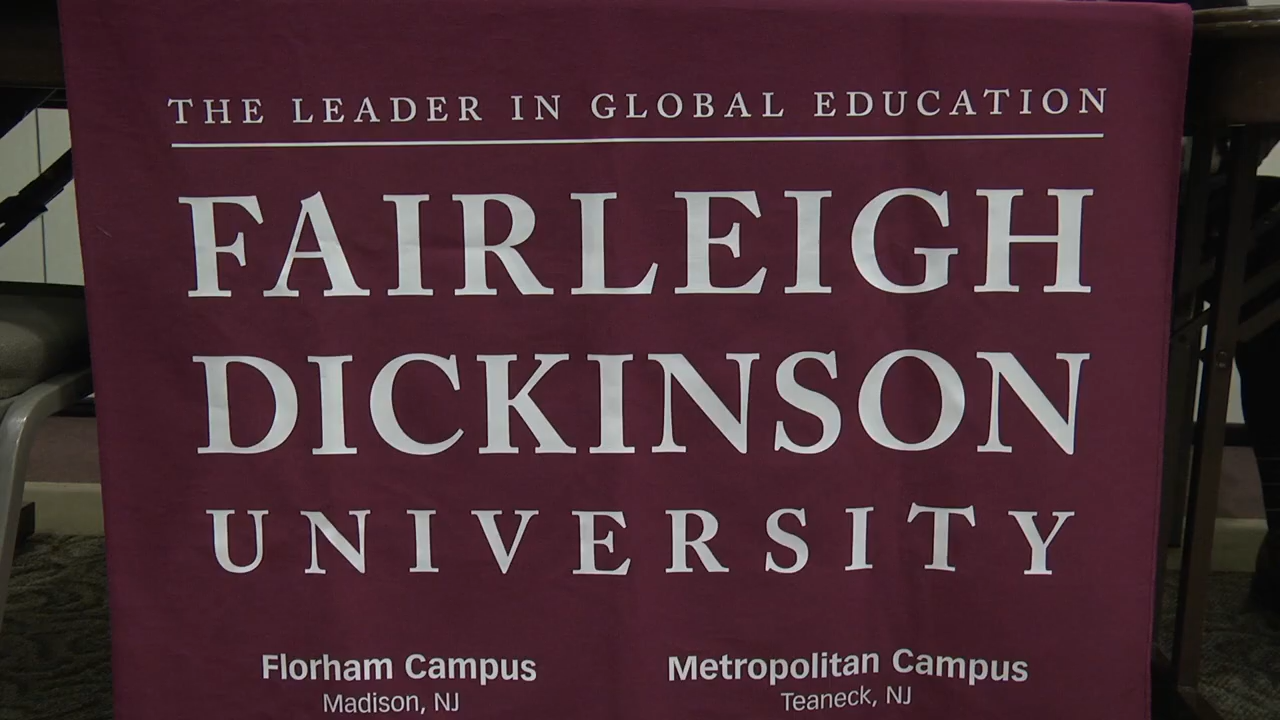 THE LEADER IN GLOBAL EDUCATION
FAIRLEIGH
DICKINSON
UNIVERSITY
Florham Campus Metropolitan Campus
Madison, NJ Teaneck, NJ